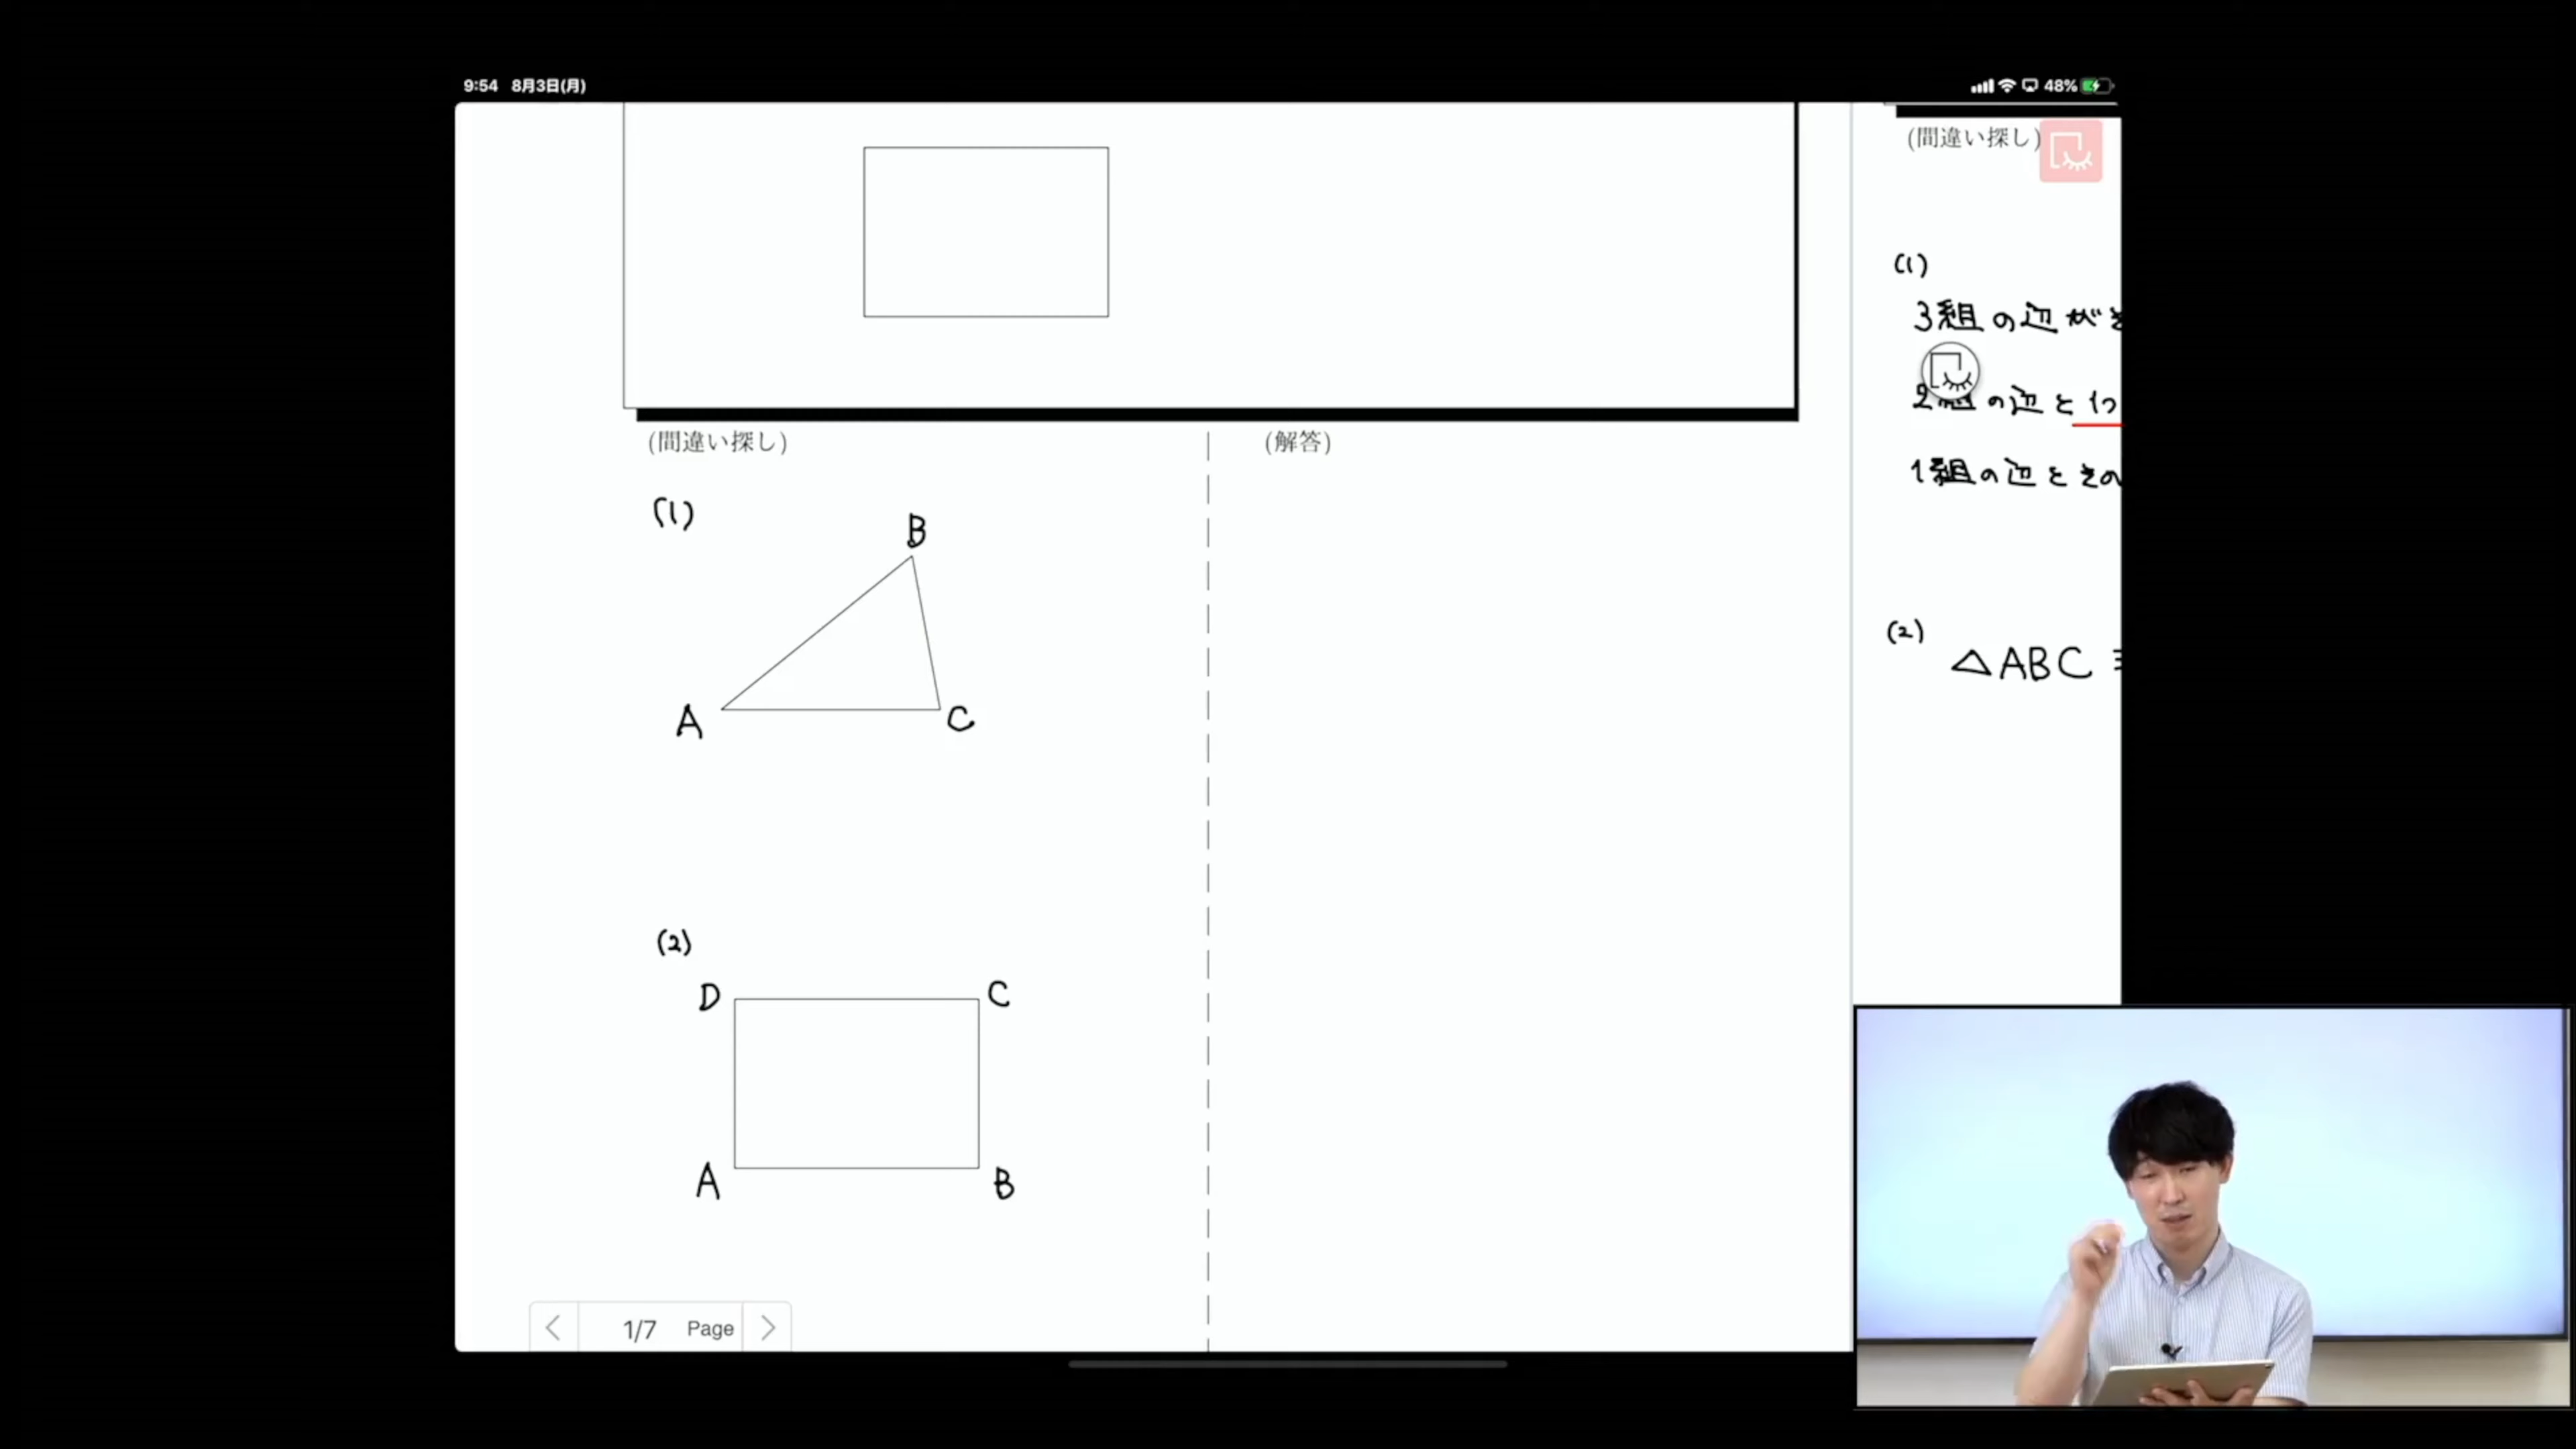 9:54 8月3日(月)
48%
(間違い探し)
(解答)
(1)
B
A
C
(2)
D
C
A
B
1/7 Page
(間違い探し)
(1)
3組の辺が
2組の辺と1つ
1組の辺とその
(2)
△ABC ≡